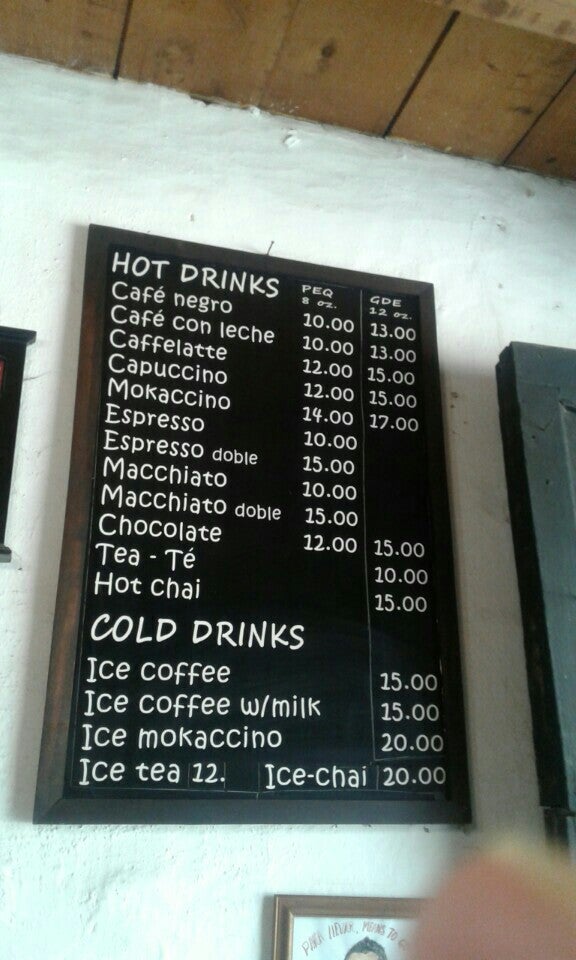 HOT DRINKS PEQ 8 oz. GDE 12 oz.
Café negro 10.00 13.00
Café con leche 10.00 13.00
Caffelatte 12.00 15.00
Capuccino 12.00 15.00
Mokaccino 14.00 17.00
Espresso 10.00
Espresso doble 15.00
Macchiato 10.00
Macchiato doble 15.00
Chocolate 12.00 15.00
Tea - Té 10.00
Hot chai 15.00
COLD DRINKS
Ice coffee 15.00
Ice coffee w/milk 15.00
Ice mokaccino 20.00
Ice tea 12. Ice-chai 20.00